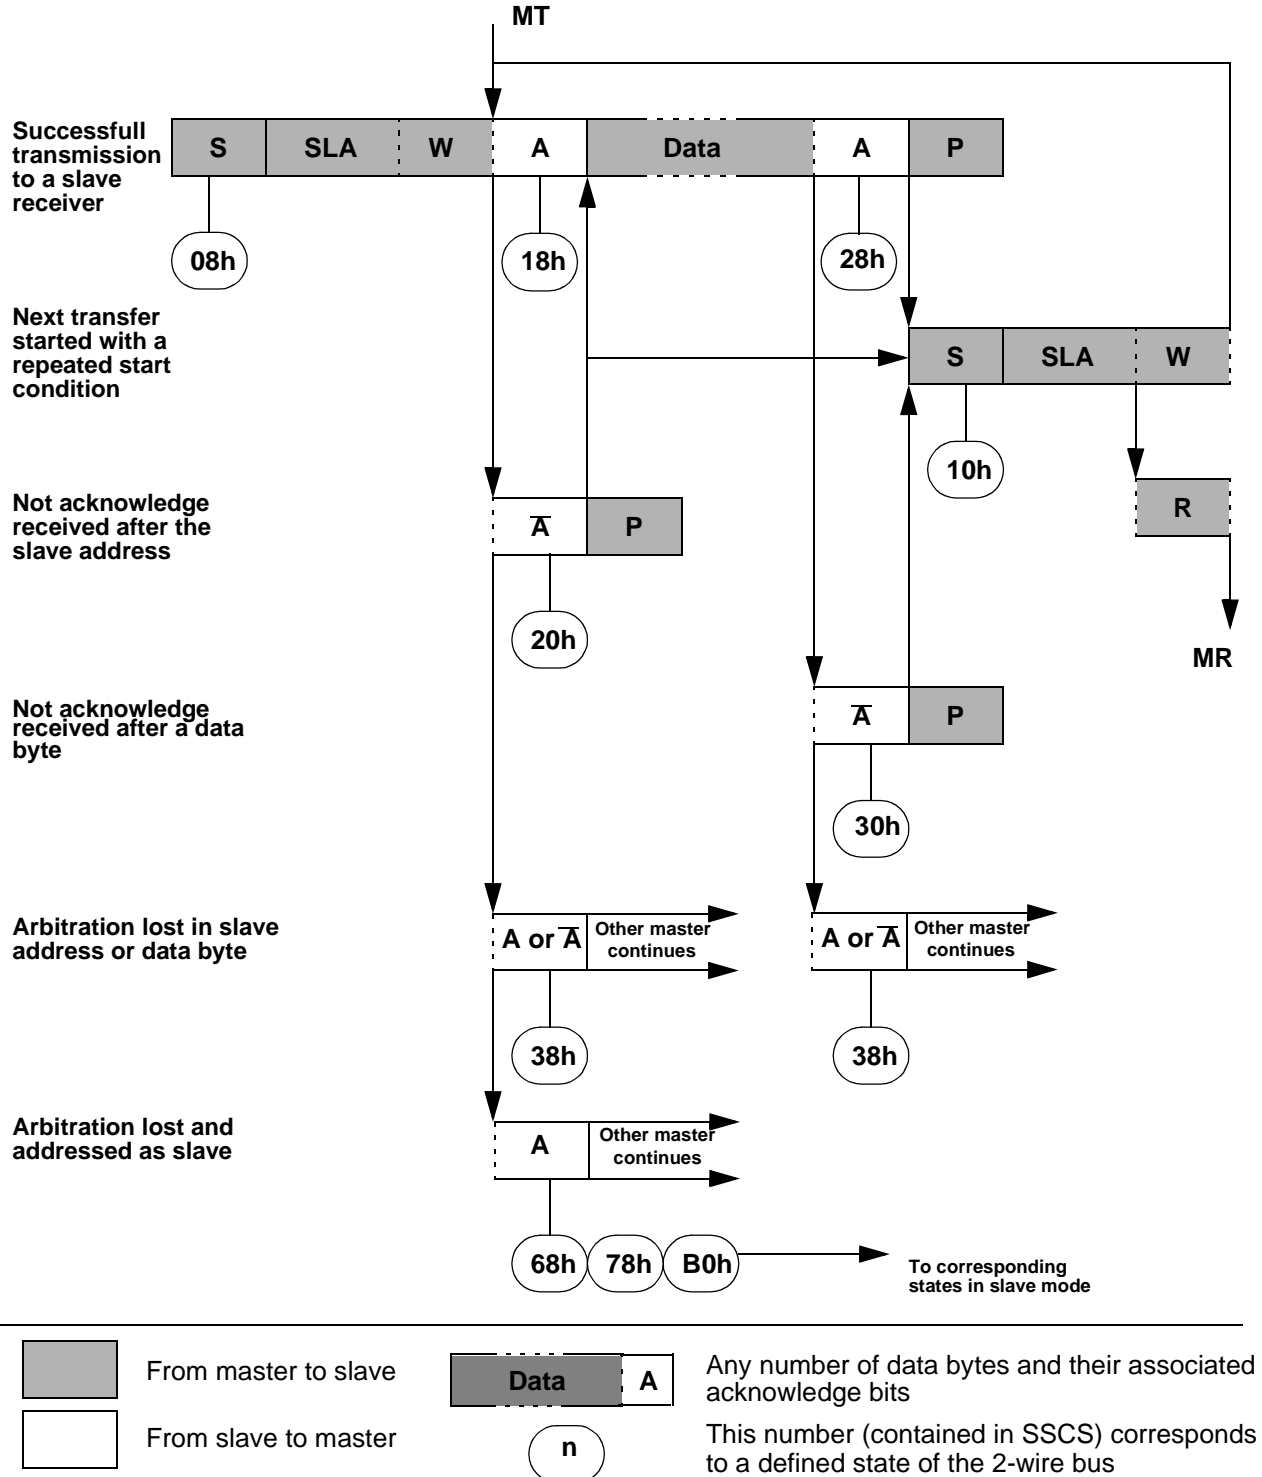 MT
Successfull
transmission
to a slave
receiver
S SLA W A Data A P
08h 18h 28h
Next transfer
started with a
repeated start
condition
S SLA W
10h
Not acknowledge
received after the
slave address
A̅ P
R
20h
MR
Not acknowledge
received after a data
byte
A̅ P
30h
Arbitration lost in slave
address or data byte
A or A̅ Other master
continues
A or A̅ Other master
continues
38h 38h
Arbitration lost and
addressed as slave
A Other master
continues
68h 78h B0h
To corresponding
states in slave mode
From master to slave
Data A
Any number of data bytes and their associated
acknowledge bits
From slave to master
n
This number (contained in SSCS) corresponds
to a defined state of the 2-wire bus